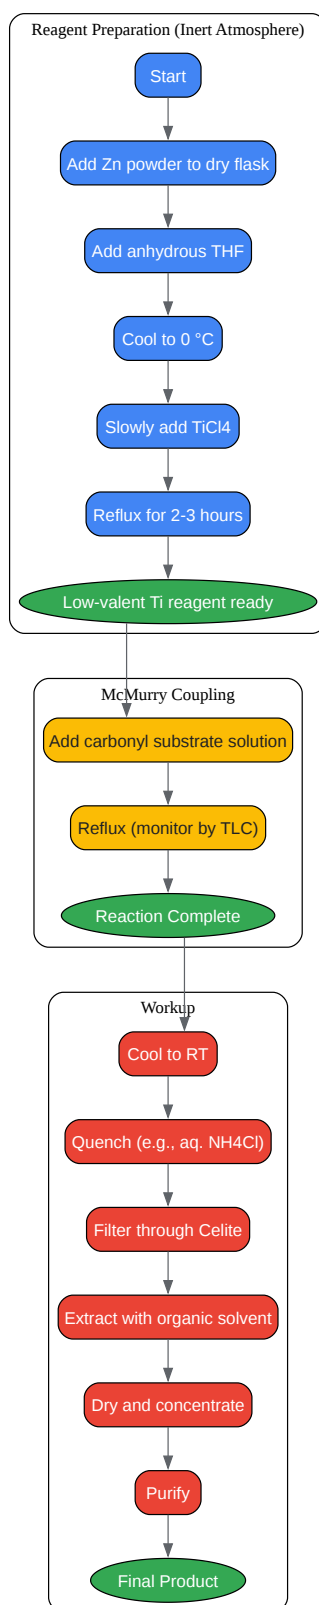 Reagent Preparation (Inert Atmosphere)
Start
Add Zn powder to dry flask
Add anhydrous THF
Cool to 0 °C
Slowly add TiCl4
Reflux for 2-3 hours
Low-valent Ti reagent ready
McMurry Coupling
Add carbonyl substrate solution
Reflux (monitor by TLC)
Reaction Complete
Workup
Cool to RT
Quench (e.g., aq. NH4Cl)
Filter through Celite
Extract with organic solvent
Dry and concentrate
Purify
Final Product